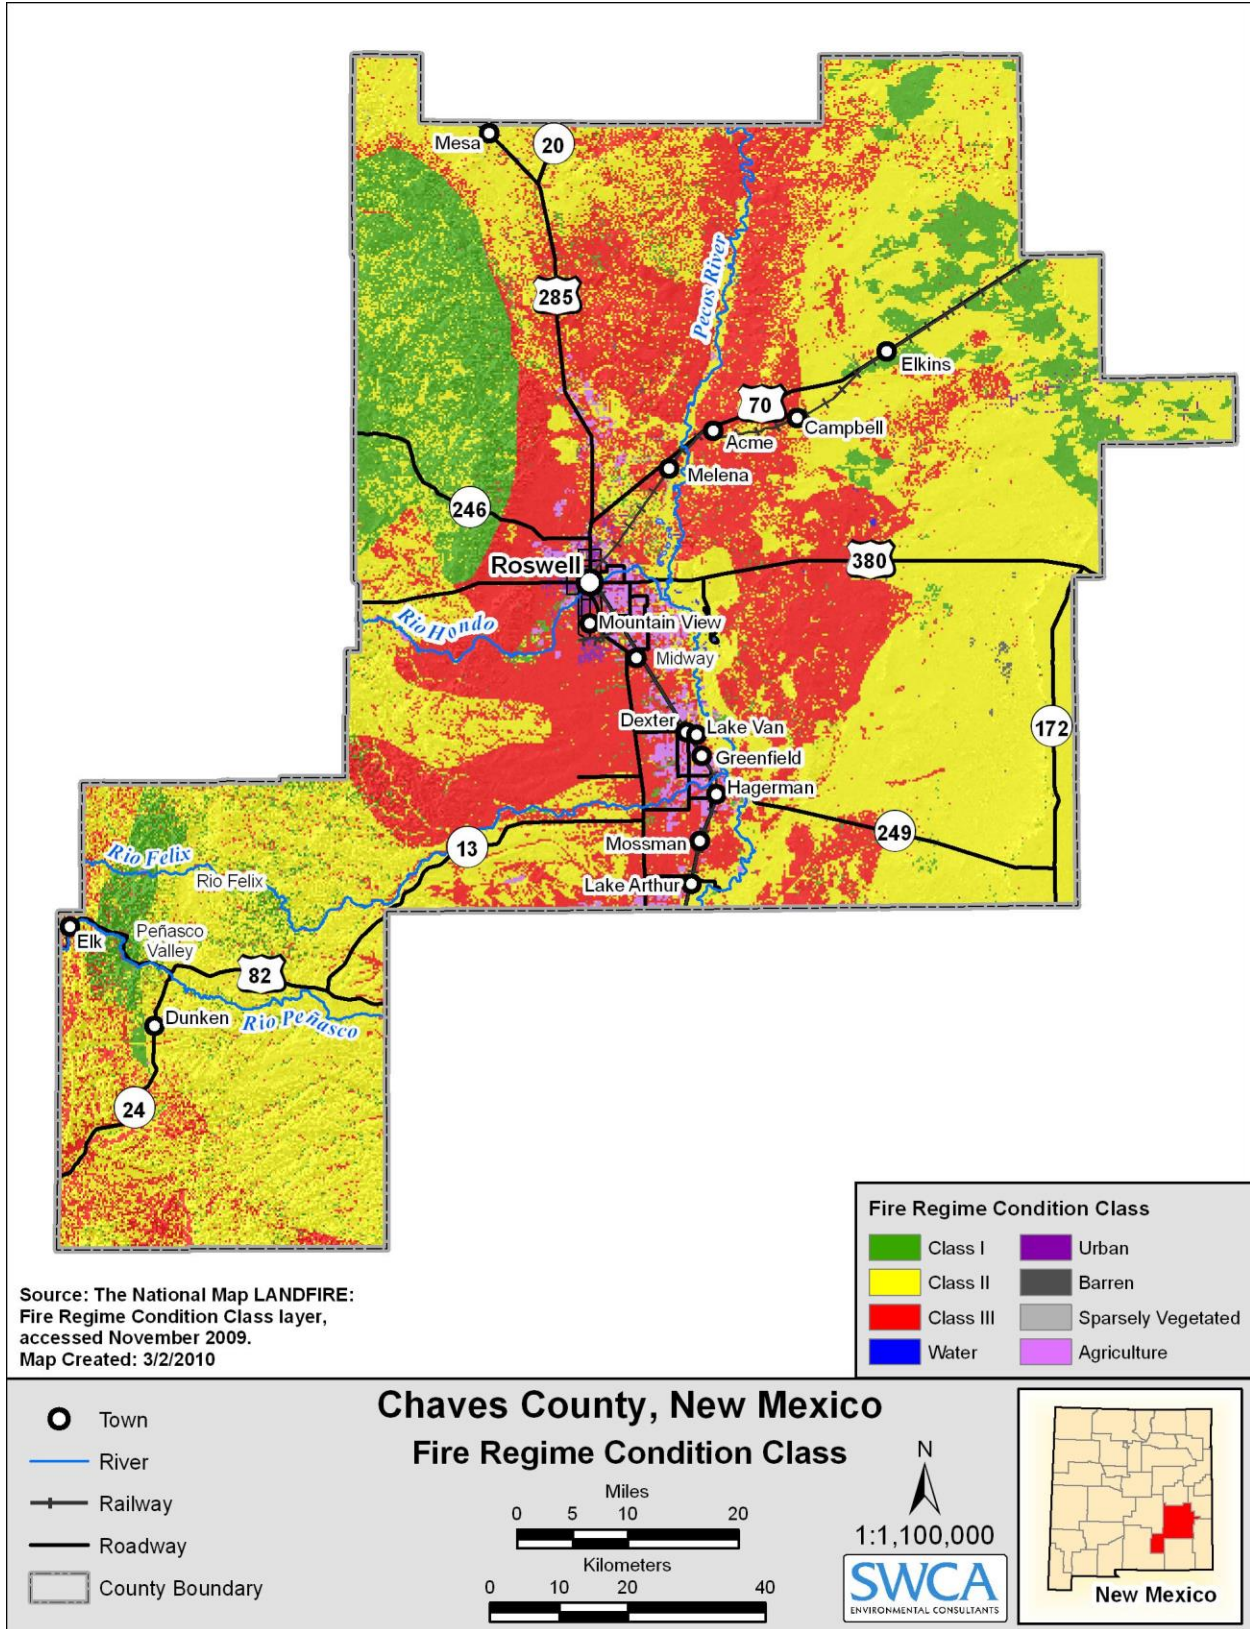 Mesa
20
285
Pecos River
Elkins
70
Campbell
Acme
Melena
246
Roswell
380
Rio Hondo
Mountain View
Midway
Dexter
Lake Van
172
Greenfield
Hagerman
249
Mossman
13
Lake Arthur
Rio Felix
Rio Felix
Elk
Peñasco
Valley
82
Dunken
Rio Peñasco
24
Fire Regime Condition Class
Class I
Urban
Class II
Barren
Class III
Sparsely Vegetated
Water
Agriculture
Source: The National Map LANDFIRE:
Fire Regime Condition Class layer,
accessed November 2009.
Map Created: 3/2/2010
Town
River
Railway
Roadway
County Boundary
Chaves County, New Mexico
Fire Regime Condition Class
Miles
0 5 10 20
Kilometers
0 10 20 40
N
1:1,100,000
SWCA
ENVIRONMENTAL CONSULTANTS
New Mexico